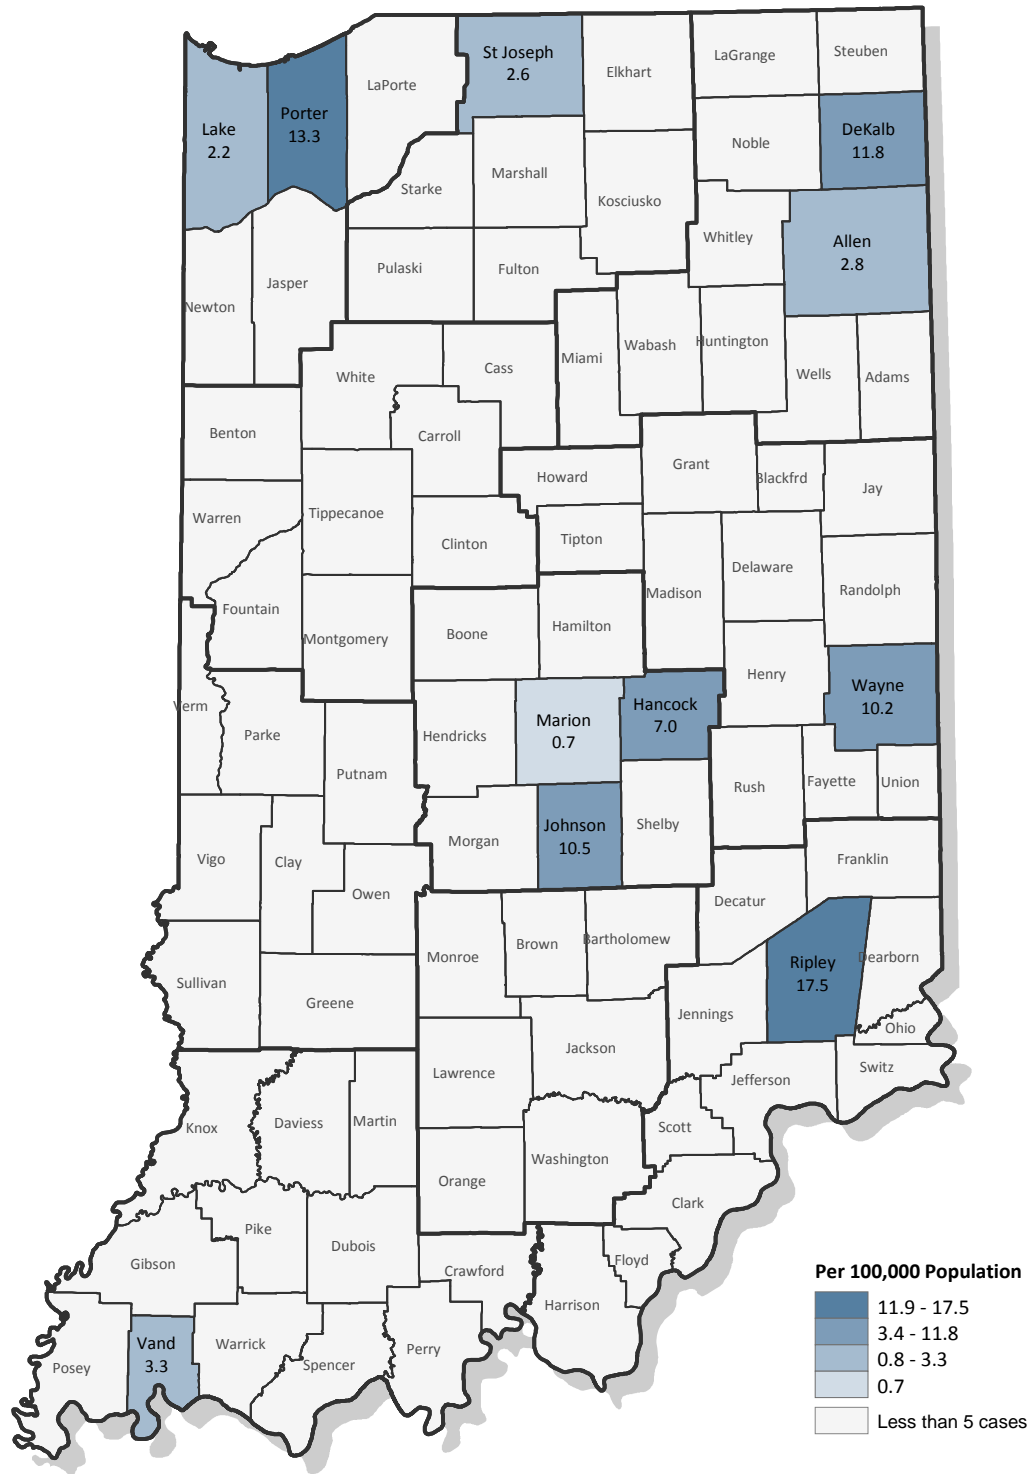 St Joseph
2.6
LaPorte
Elkhart
LaGrange
Steuben
Lake
2.2
Porter
13.3
Noble
DeKalb
11.8
Starke
Marshall
Kosciusko
Whitley
Allen
2.8
Newton
Jasper
Pulaski
Fulton
White
Cass
Miami
Wabash
Huntington
Wells
Adams
Benton
Carroll
Howard
Grant
Blackfrd
Jay
Warren
Tippecanoe
Clinton
Tipton
Fountain
Montgomery
Boone
Hamilton
Madison
Delaware
Randolph
Henry
Wayne
10.2
Verm
Parke
Putnam
Hendricks
Marion
0.7
Hancock
7.0
Rush
Fayette
Union
Vigo
Clay
Owen
Morgan
Johnson
10.5
Shelby
Franklin
Decatur
Sullivan
Greene
Monroe
Brown
Bartholomew
Jennings
Ripley
17.5
Dearborn
Ohio
Switz
Jefferson
Jackson
Lawrence
Knox
Daviess
Martin
Scott
Washington
Orange
Clark
Pike
Dubois
Gibson
Crawford
Floyd
Harrison
Posey
Vand
3.3
Warrick
Spencer
Perry
Per 100,000 Population
11.9 - 17.5
3.4 - 11.8
0.8 - 3.3
0.7
Less than 5 cases